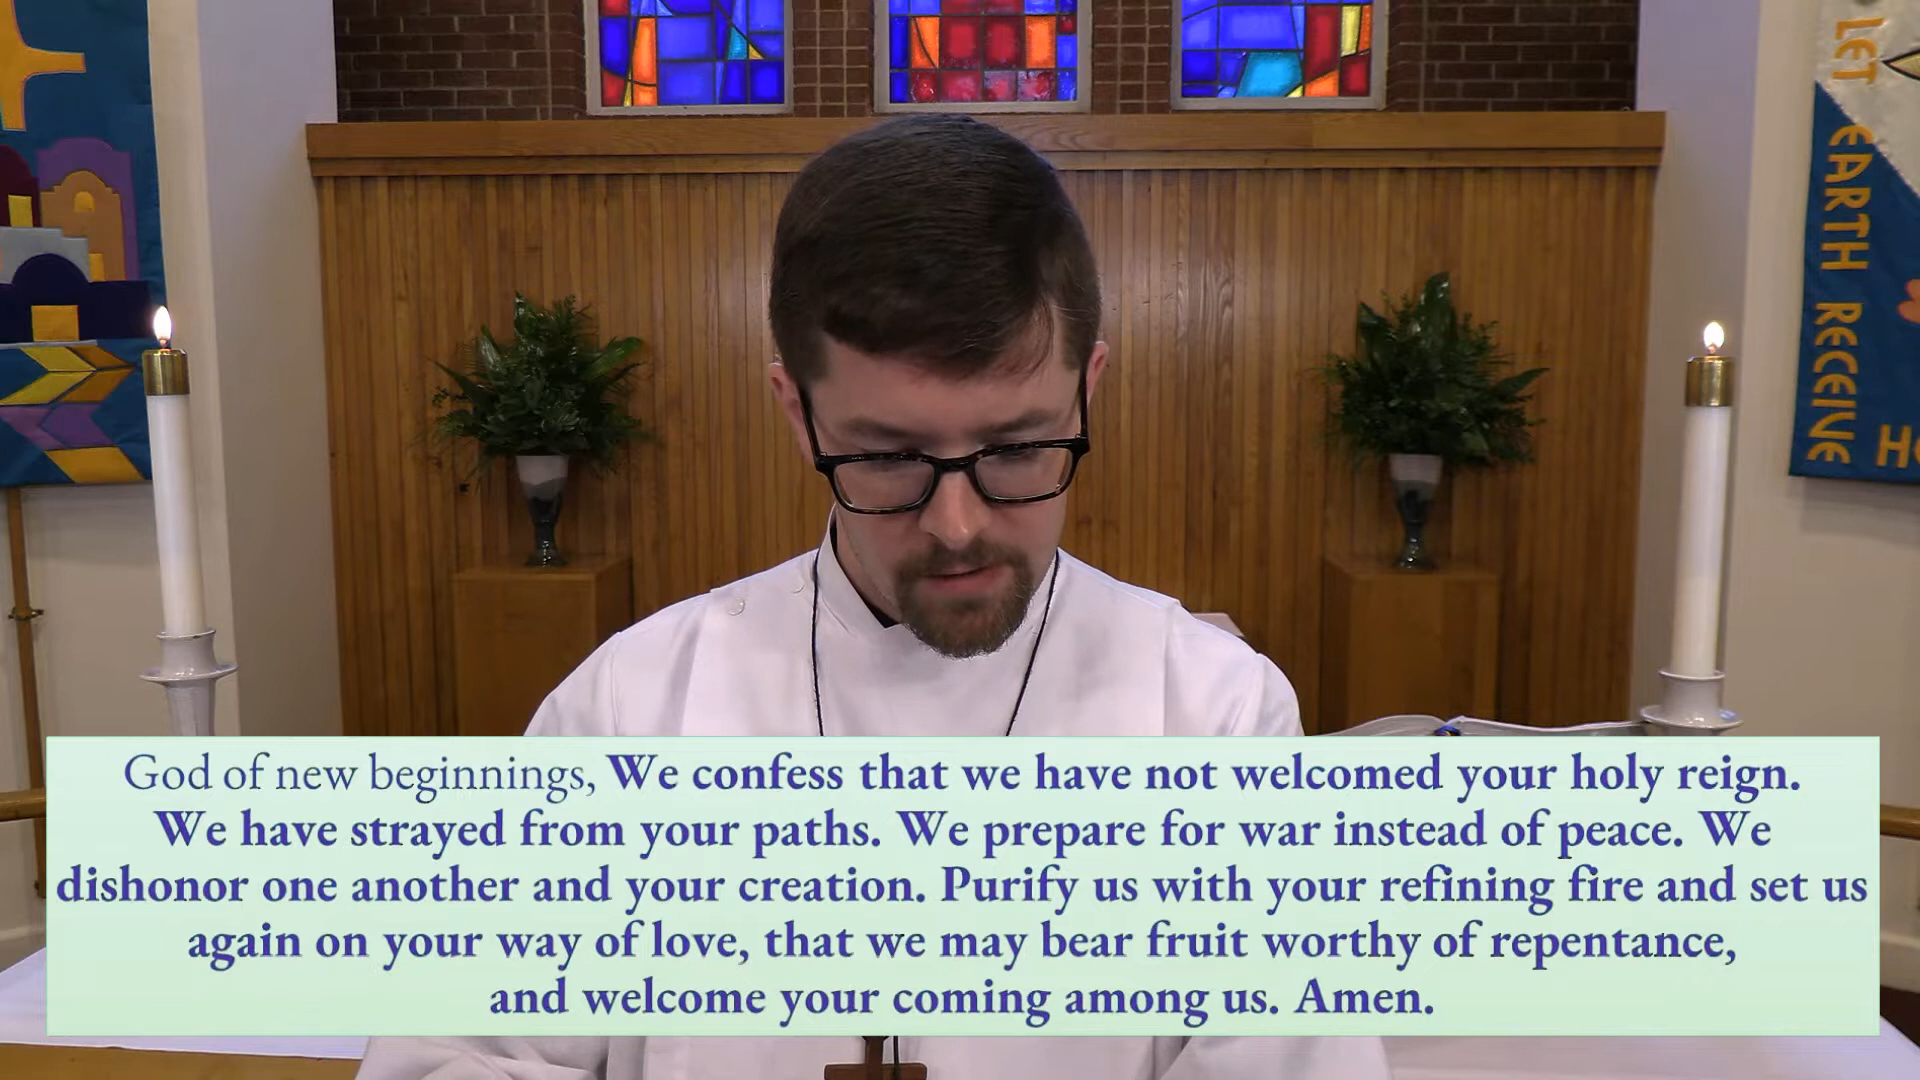 LET
EARTH RECEIVE
God of new beginnings, We confess that we have not welcomed your holy reign.
We have strayed from your paths. We prepare for war instead of peace. We
dishonor one another and your creation. Purify us with your refining fire and set us
again on your way of love, that we may bear fruit worthy of repentance,
and welcome your coming among us. Amen.